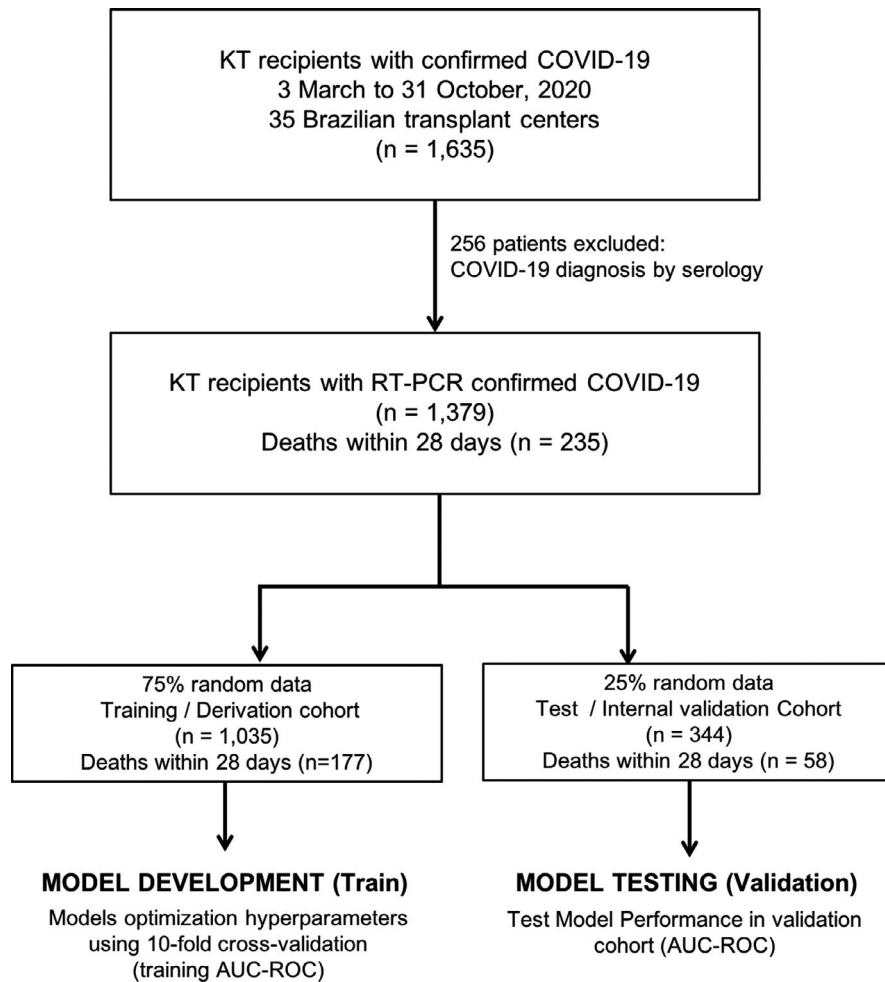 KT recipients with confirmed COVID-19
3 March to 31 October, 2020
35 Brazilian transplant centers
(n = 1,635)
256 patients excluded:
COVID-19 diagnosis by serology
KT recipients with RT-PCR confirmed COVID-19
(n = 1,379)
Deaths within 28 days (n = 235)
75% random data
Training / Derivation cohort
(n = 1,035)
Deaths within 28 days (n=177)
25% random data
Test / Internal validation Cohort
(n = 344)
Deaths within 28 days (n = 58)
MODEL DEVELOPMENT (Train)
Models optimization hyperparameters
using 10-fold cross-validation
(training AUC-ROC)
MODEL TESTING (Validation)
Test Model Performance in validation
cohort (AUC-ROC)